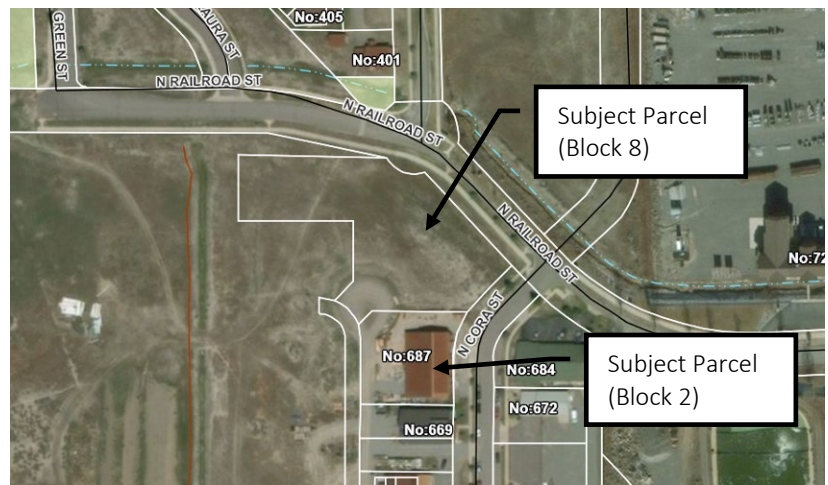 No:405
AURA ST
GREEN ST
No:401
N RAILROAD ST
N RAILROAD ST
Subject Parcel
(Block 8)
N RAILROAD ST
No:72
N CORA ST
No:687
No:684
Subject Parcel
(Block 2)
No:672
No:669